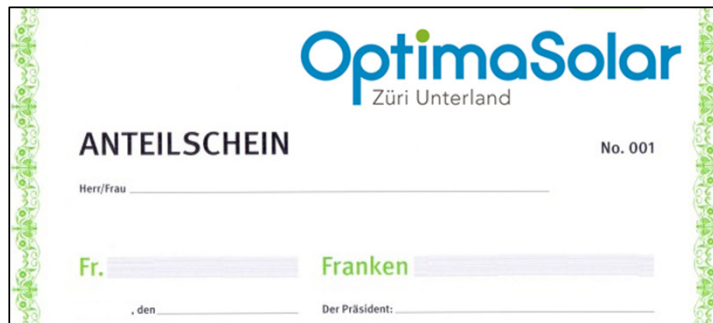 OptimaSolar
Züri Unterland
ANTEILSCHEIN
No. 001
Herr/Frau
Fr.
Franken
, den
Der Präsident: